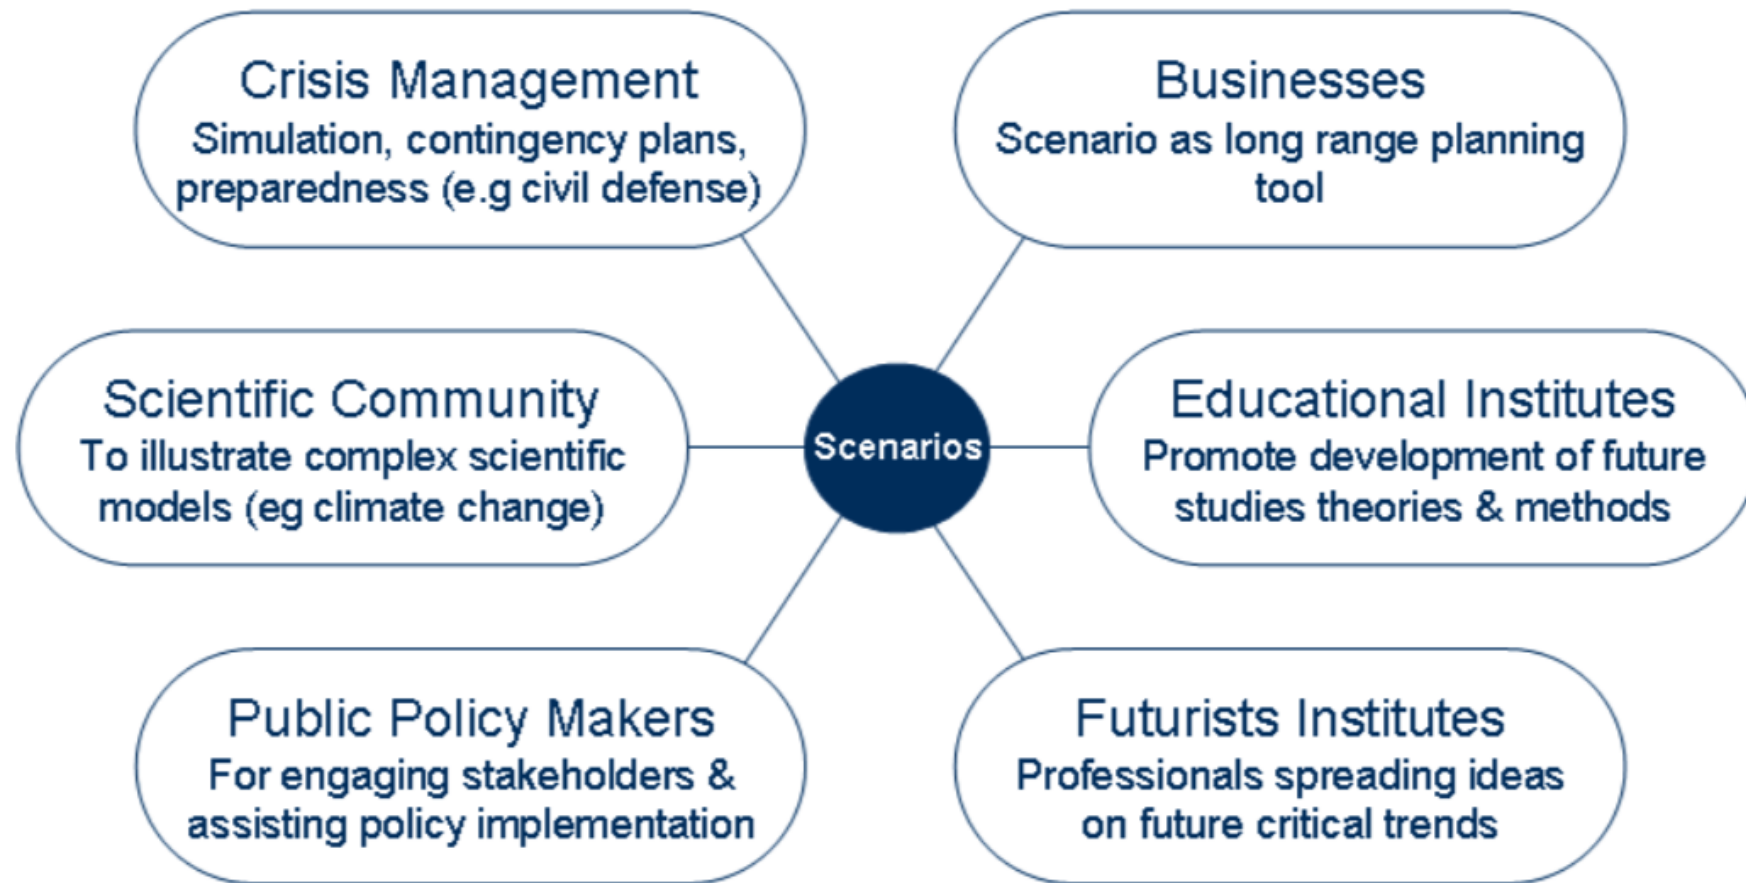 Crisis Management
Simulation, contingency plans,
preparedness (e.g civil defense)
Businesses
Scenario as long range planning
tool
Scientific Community
To illustrate complex scientific
models (eg climate change)
Scenarios
Educational Institutes
Promote development of future
studies theories & methods
Public Policy Makers
For engaging stakeholders &
assisting policy implementation
Futurists Institutes
Professionals spreading ideas
on future critical trends